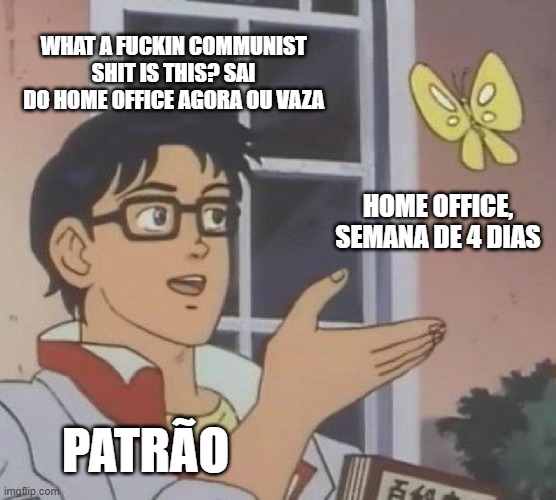 WHAT A FUCKIN COMMUNIST
SHIT IS THIS? SAI
DO HOME OFFICE AGORA OU VAZA
HOME OFFICE,
SEMANA DE 4 DIAS
PATRÃO
imgflip.com